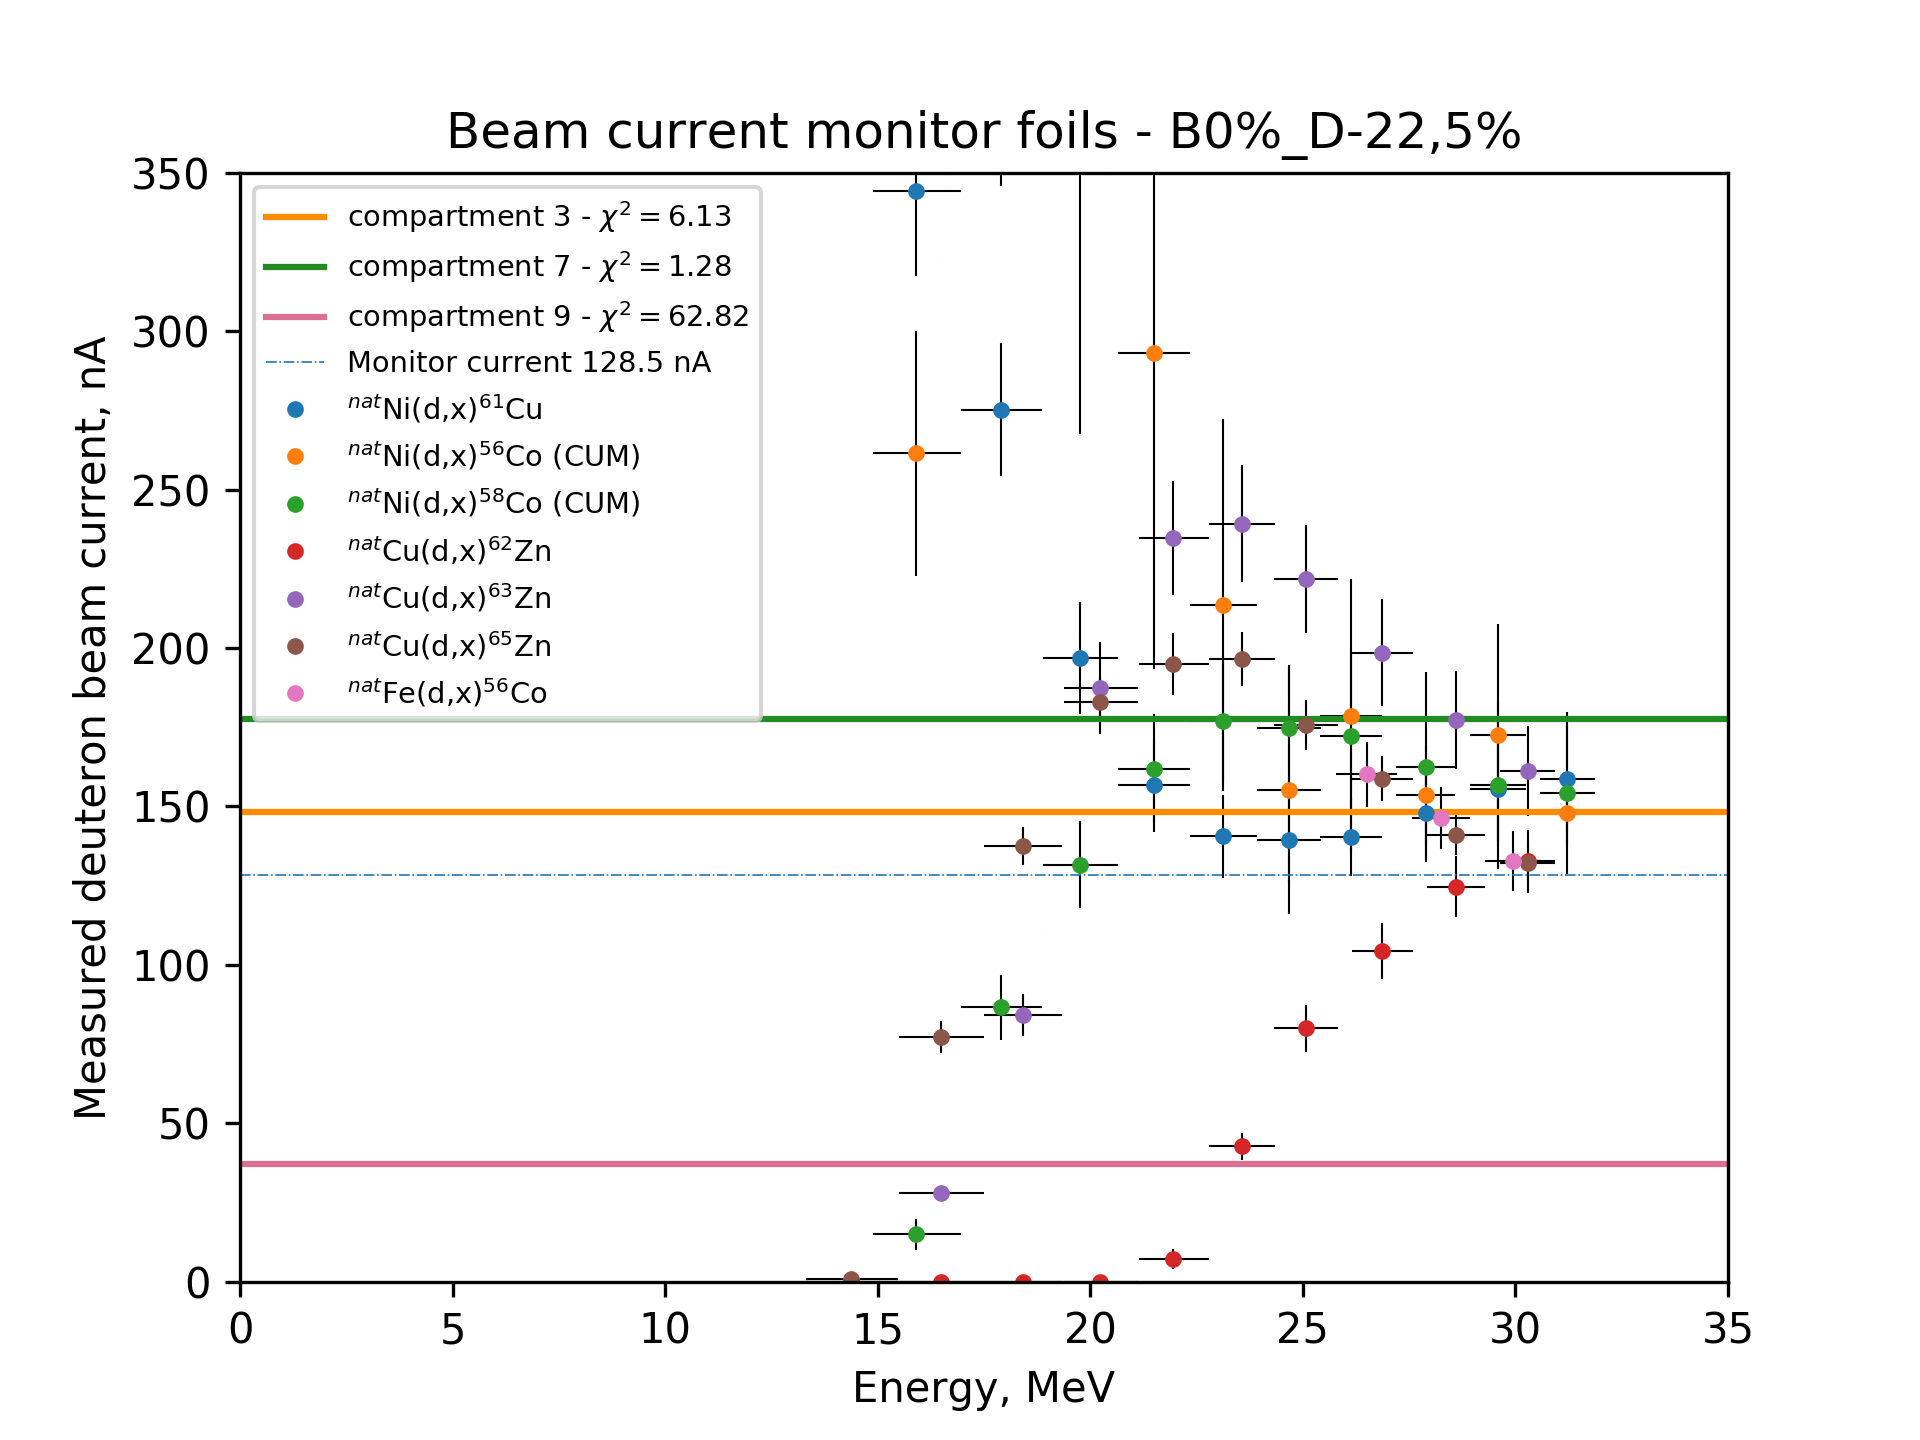 Beam current monitor foils - B0%_D-22,5%
350
300
250
200
150
100
50
0
Measured deuteron beam current, nA
compartment 3 - χ² = 6.13
compartment 7 - χ² = 1.28
compartment 9 - χ² = 62.82
Monitor current 128.5 nA
ⁿᵃᵗNi(d,x)⁶¹Cu
ⁿᵃᵗNi(d,x)⁵⁶Co (CUM)
ⁿᵃᵗNi(d,x)⁵⁸Co (CUM)
ⁿᵃᵗCu(d,x)⁶²Zn
ⁿᵃᵗCu(d,x)⁶³Zn
ⁿᵃᵗCu(d,x)⁶⁵Zn
ⁿᵃᵗFe(d,x)⁵⁶Co
0 5 10 15 20 25 30 35
Energy, MeV